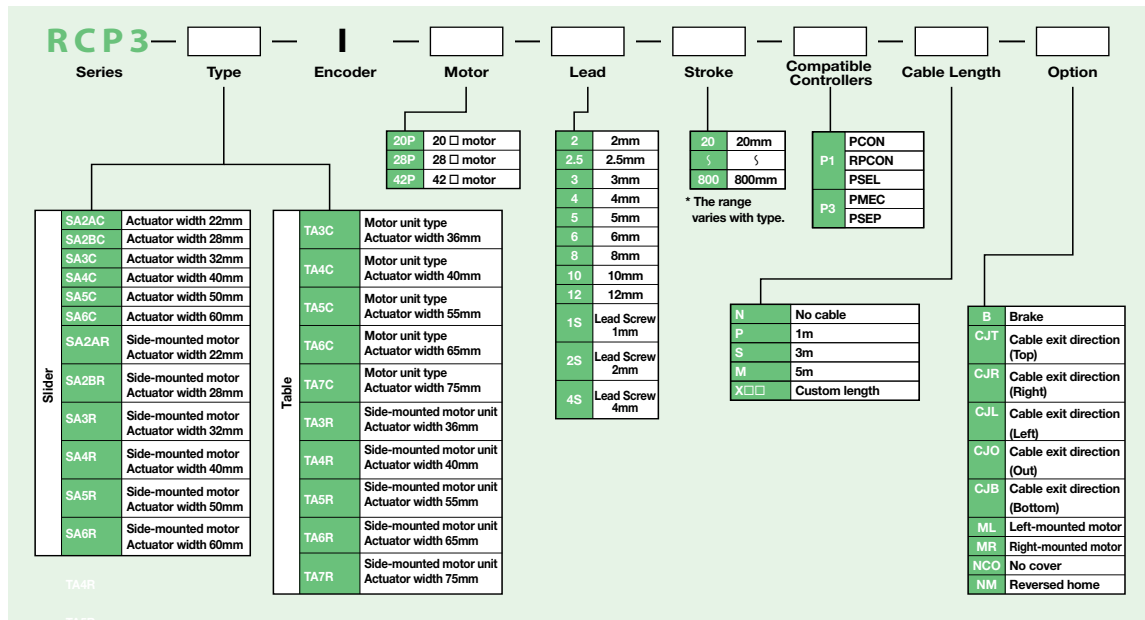 RCP3 — — I — — — — — —
Series Type Encoder Motor Lead Stroke Compatible Controllers Cable Length Option
20P 20 □ motor
28P 28 □ motor
42P 42 □ motor
2 2mm
2.5 2.5mm
3 3mm
4 4mm
5 5mm
6 6mm
8 8mm
10 10mm
12 12mm
1S Lead Screw
1mm
2S Lead Screw
2mm
4S Lead Screw
4mm
20 20mm
∫ ∫
800 800mm
* The range
varies with type.
P1 PCON
RPCON
PSEL
P3 PMEC
PSEP
Slider
SA2AC Actuator width 22mm
SA2BC Actuator width 28mm
SA3C Actuator width 32mm
SA4C Actuator width 40mm
SA5C Actuator width 50mm
SA6C Actuator width 60mm
SA2AR Side-mounted motor
Actuator width 22mm
SA2BR Side-mounted motor
Actuator width 28mm
SA3R Side-mounted motor
Actuator width 32mm
SA4R Side-mounted motor
Actuator width 40mm
SA5R Side-mounted motor
Actuator width 50mm
SA6R Side-mounted motor
Actuator width 60mm
TA4R
Table
TA3C Motor unit type
Actuator width 36mm
TA4C Motor unit type
Actuator width 40mm
TA5C Motor unit type
Actuator width 55mm
TA6C Motor unit type
Actuator width 65mm
TA7C Motor unit type
Actuator width 75mm
TA3R Side-mounted motor unit
Actuator width 36mm
TA4R Side-mounted motor unit
Actuator width 40mm
TA5R Side-mounted motor unit
Actuator width 55mm
TA6R Side-mounted motor unit
Actuator width 65mm
TA7R Side-mounted motor unit
Actuator width 75mm
N No cable
P 1m
S 3m
M 5m
X□□ Custom length
B Brake
CJT Cable exit direction
(Top)
CJR Cable exit direction
(Right)
CJL Cable exit direction
(Left)
CJO Cable exit direction
(Out)
CJB Cable exit direction
(Bottom)
ML Left-mounted motor
MR Right-mounted motor
NCO No cover
NM Reversed home